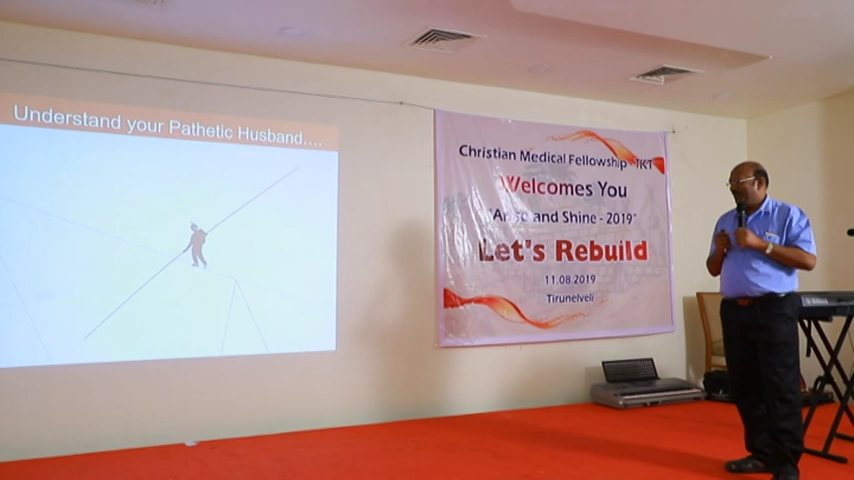 Understand your Pathetic Husband....
Christian Medical Fellowship - TKT
Welcomes You
"Arise and Shine - 2019"
Let's Rebuild
11.08.2019
Tirunelveli